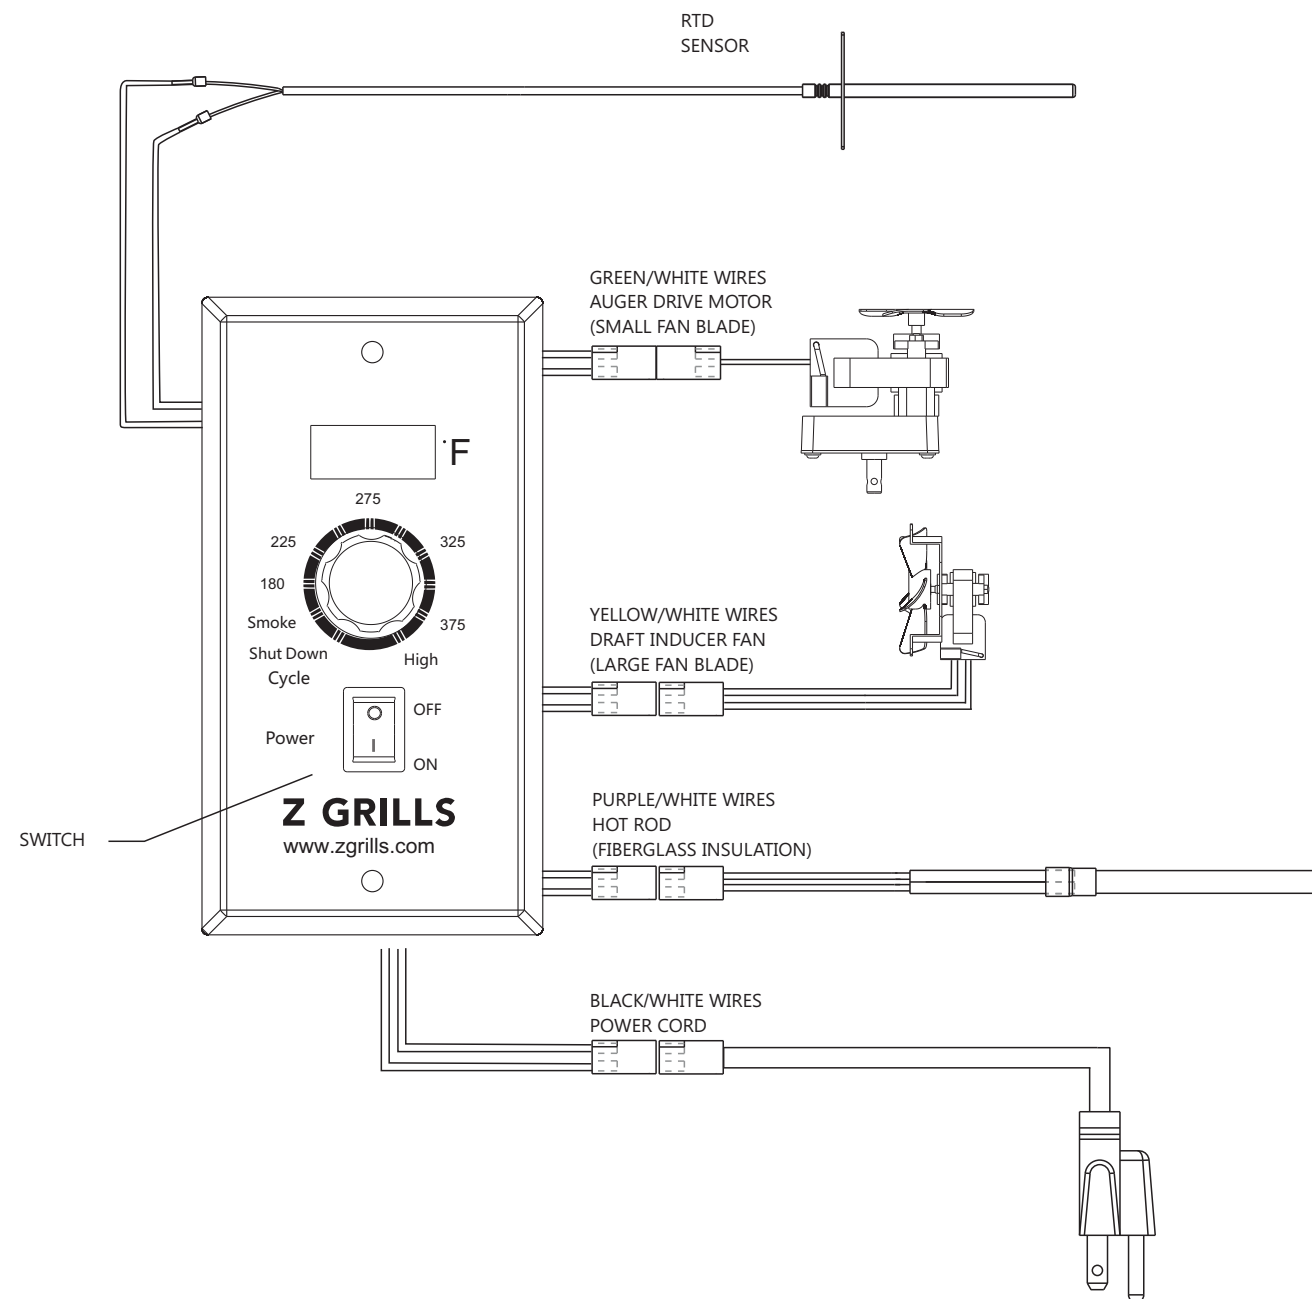 RTD
SENSOR
GREEN/WHITE WIRES
AUGER DRIVE MOTOR
(SMALL FAN BLADE)
°F
275
225
325
180
Smoke
375
Shut Down
Cycle
High
OFF
Power
ON
Z GRILLS
www.zgrills.com
SWITCH
YELLOW/WHITE WIRES
DRAFT INDUCER FAN
(LARGE FAN BLADE)
PURPLE/WHITE WIRES
HOT ROD
(FIBERGLASS INSULATION)
BLACK/WHITE WIRES
POWER CORD